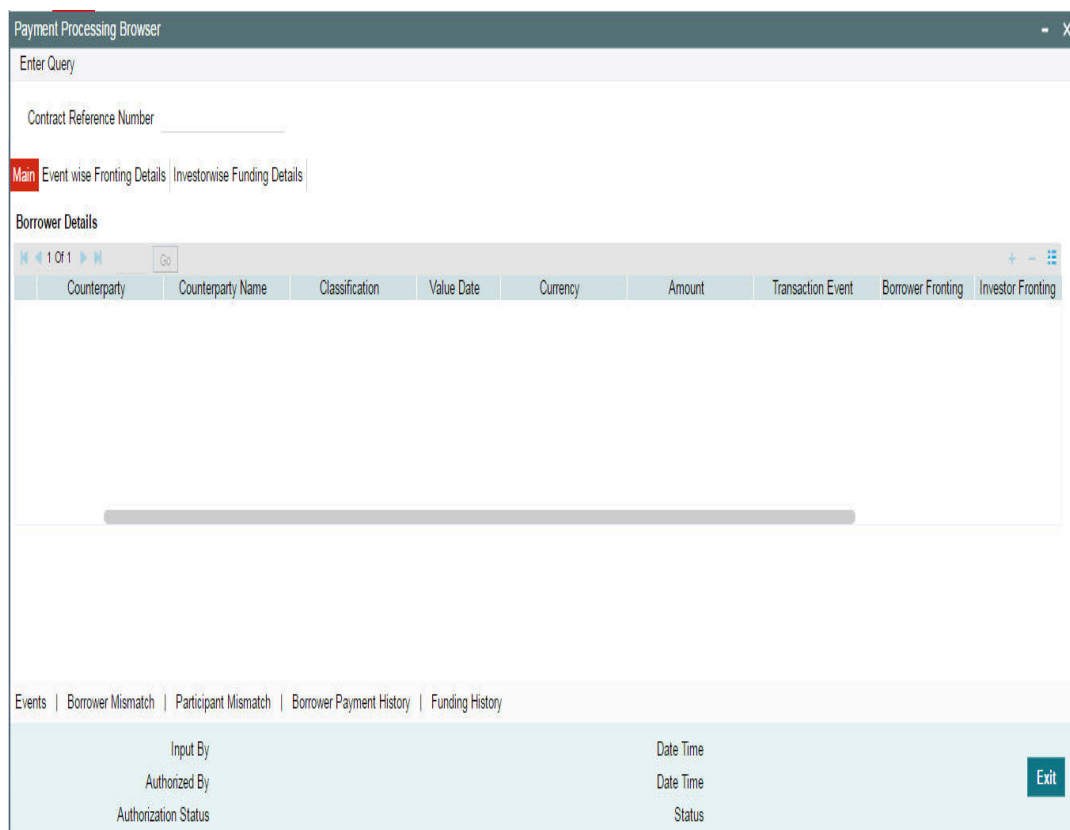 Payment Processing Browser - X
Enter Query
Contract Reference Number
Main Event wise Fronting Details Investorwise Funding Details
Borrower Details
1 Of 1 Go + -
Counterparty Counterparty Name Classification Value Date Currency Amount Transaction Event Borrower Fronting Investor Fronting
Events | Borrower Mismatch | Participant Mismatch | Borrower Payment History | Funding History
Input By Date Time
Authorized By Date Time Exit
Authorization Status Status